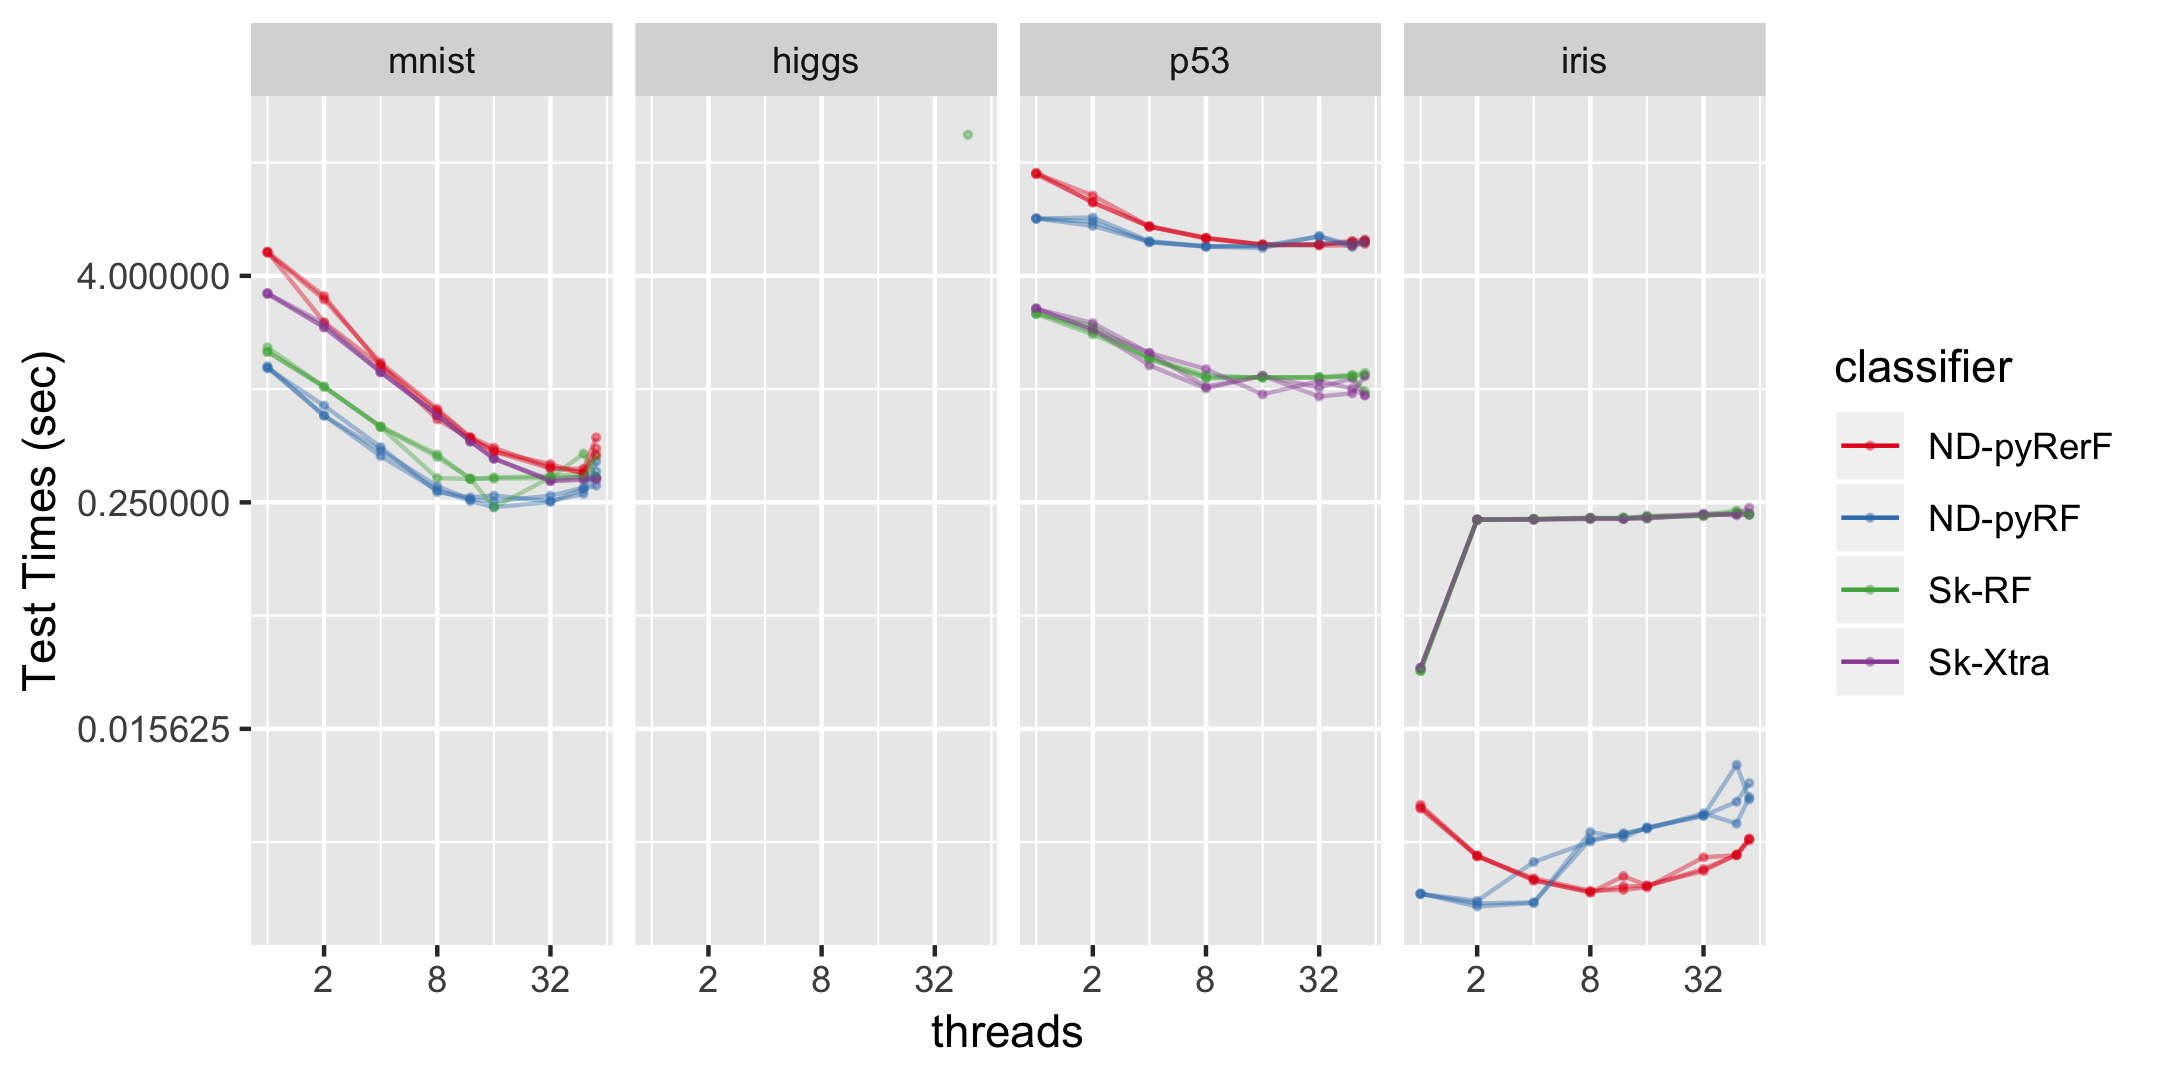 mnist
higgs
p53
iris
4.000000
0.250000
0.015625
Test Times (sec)
2 8 32
2 8 32
2 8 32
2 8 32
threads
classifier
ND-pyRerF
ND-pyRF
Sk-RF
Sk-Xtra